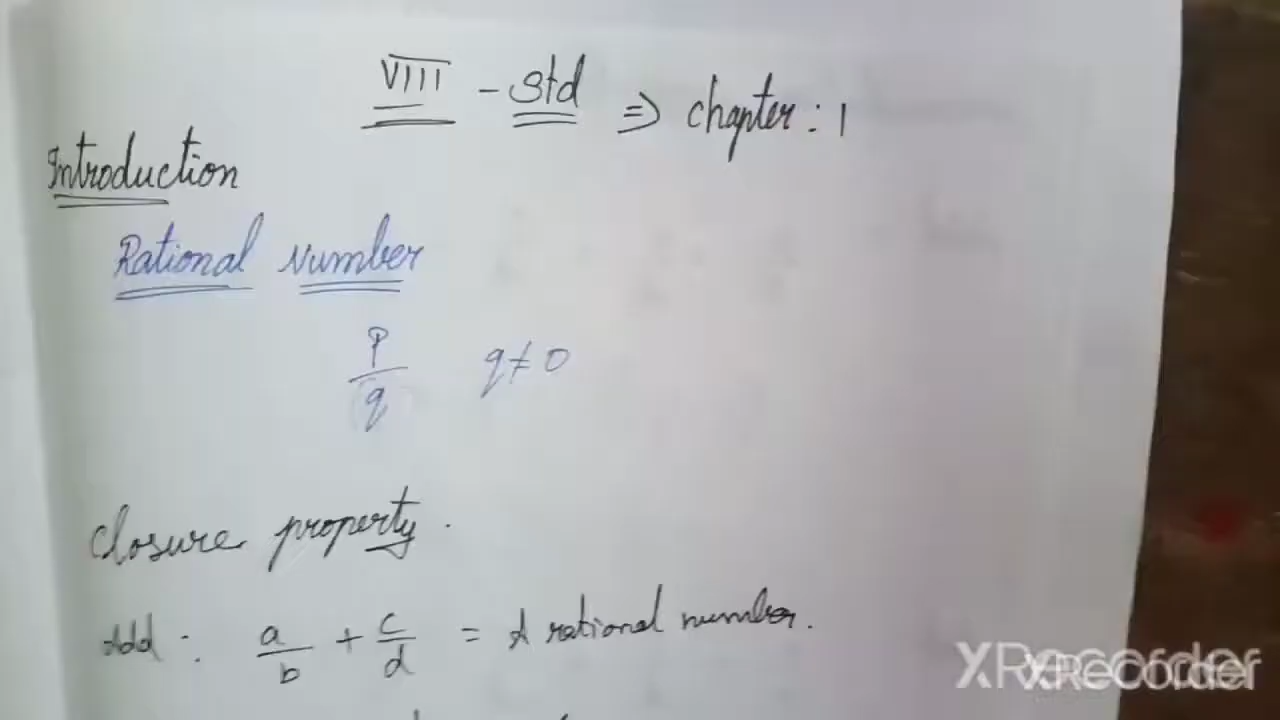 VIII - Std ⇒ chapter : 1
Introduction
Rational Number
p/q q ≠ 0
closure property.
Add : a/b + c/d = A rational number.
XRecorder